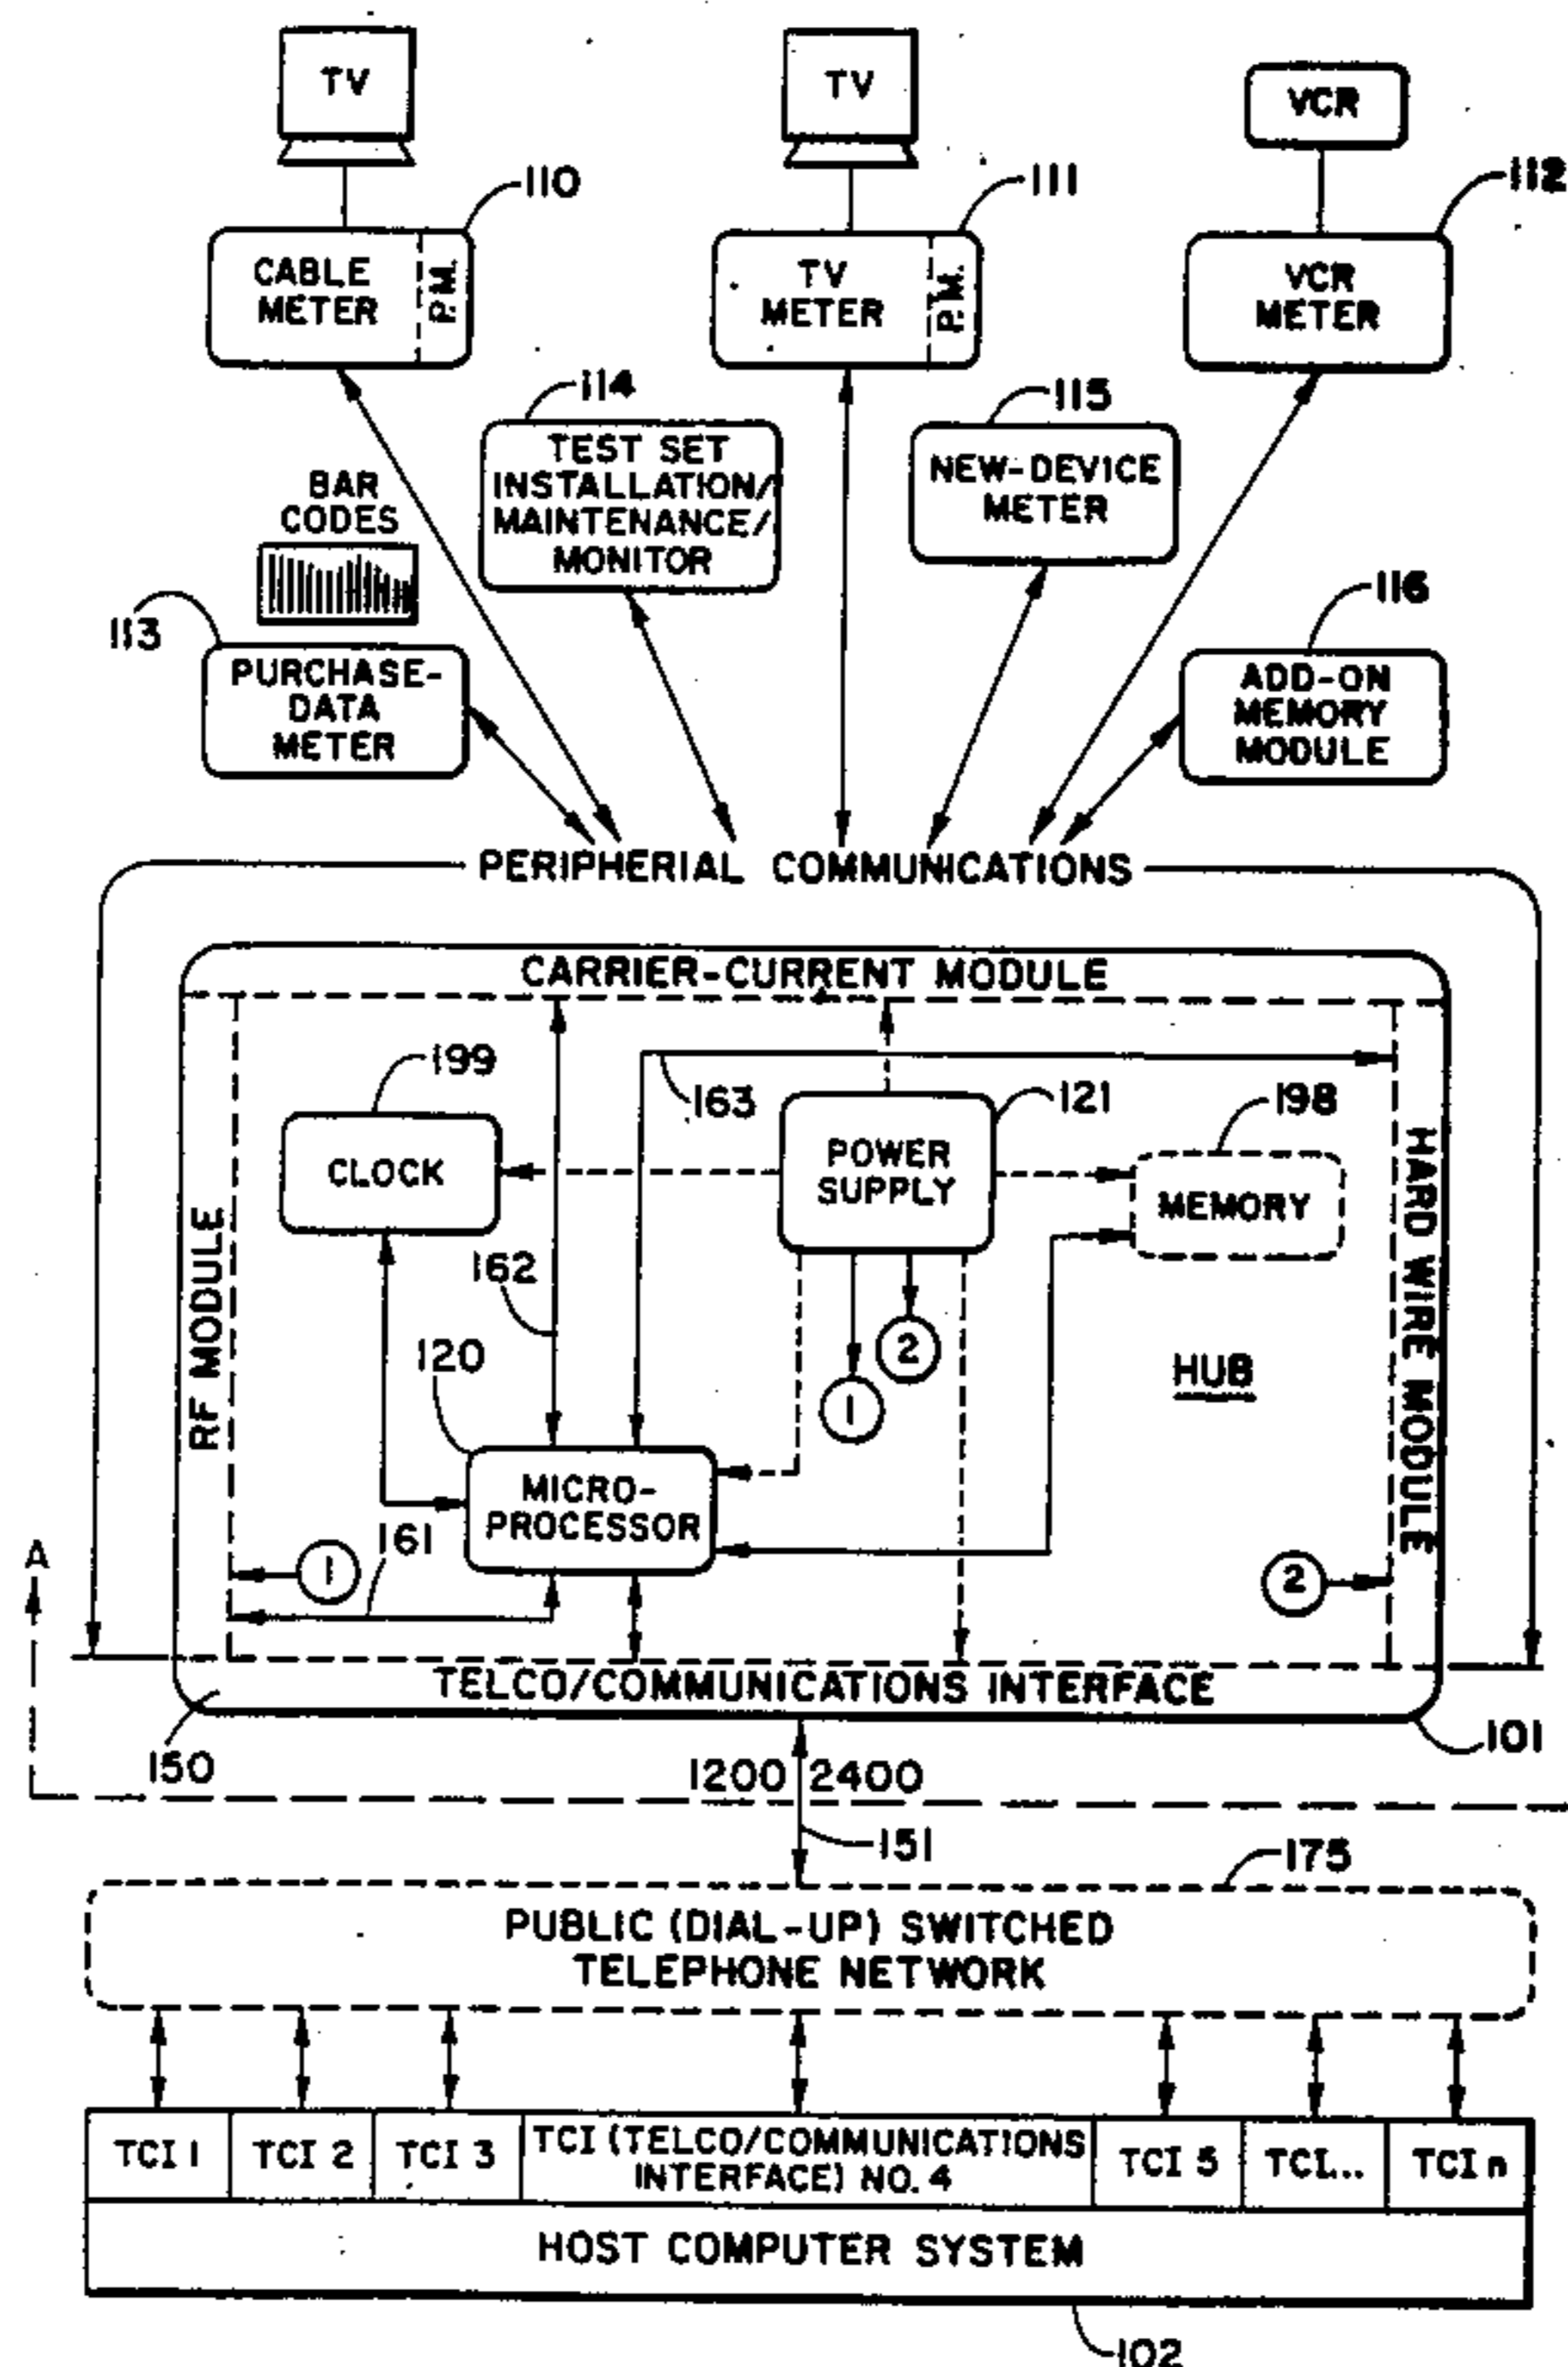 TV
TV
VCR
110
111
112
CABLE
METER
P.M.
TV
METER
P.M.
VCR
METER
114
115
TEST SET
INSTALLATION/
MAINTENANCE/
MONITOR
NEW-DEVICE
METER
BAR
CODES
113
116
PURCHASE-
DATA
METER
ADD-ON
MEMORY
MODULE
PERIPHERIAL COMMUNICATIONS
CARRIER-CURRENT MODULE
199
163
121
198
CLOCK
POWER
SUPPLY
MEMORY
RF MODULE
HARD WIRE MODULE
162
120
2
1
HUB
MICRO-
PROCESSOR
161
A
1
2
TELCO/COMMUNICATIONS INTERFACE
150
101
1200 2400
151
175
PUBLIC (DIAL-UP) SWITCHED
TELEPHONE NETWORK
TCI 1
TCI 2
TCI 3
TCI (TELCO/COMMUNICATIONS
INTERFACE) NO. 4
TCI 5
TCI...
TCI n
HOST COMPUTER SYSTEM
102